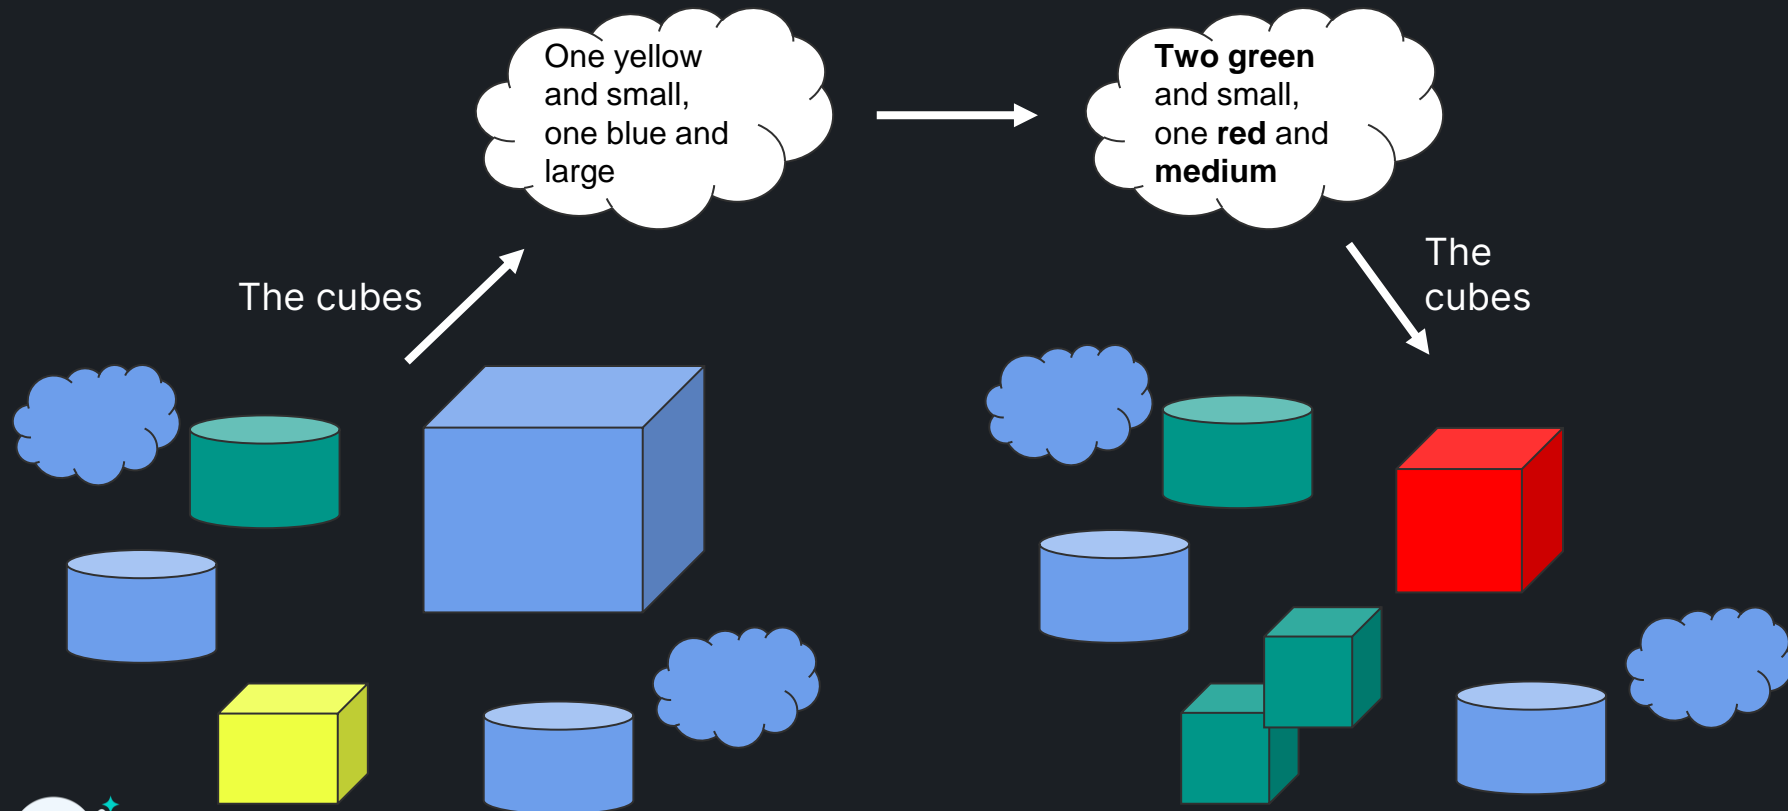 One yellow
and small,
one blue and
large
Two green
and small,
one red and
medium
The cubes
The
cubes